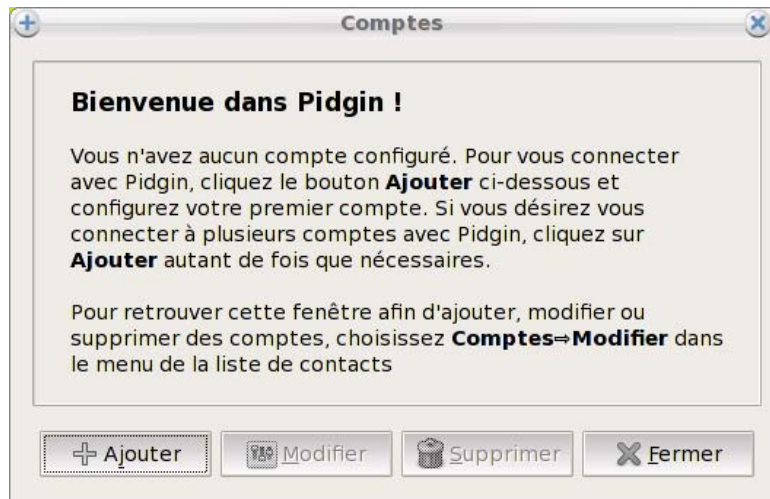 Comptes
Bienvenue dans Pidgin !
Vous n'avez aucun compte configuré. Pour vous connecter
avec Pidgin, cliquez le bouton Ajouter ci-dessous et
configurez votre premier compte. Si vous désirez vous
connecter à plusieurs comptes avec Pidgin, cliquez sur
Ajouter autant de fois que nécessaires.
Pour retrouver cette fenêtre afin d'ajouter, modifier ou
supprimer des comptes, choisissez Comptes⇨Modifier dans
le menu de la liste de contacts
Ajouter
Modifier
Supprimer
Fermer